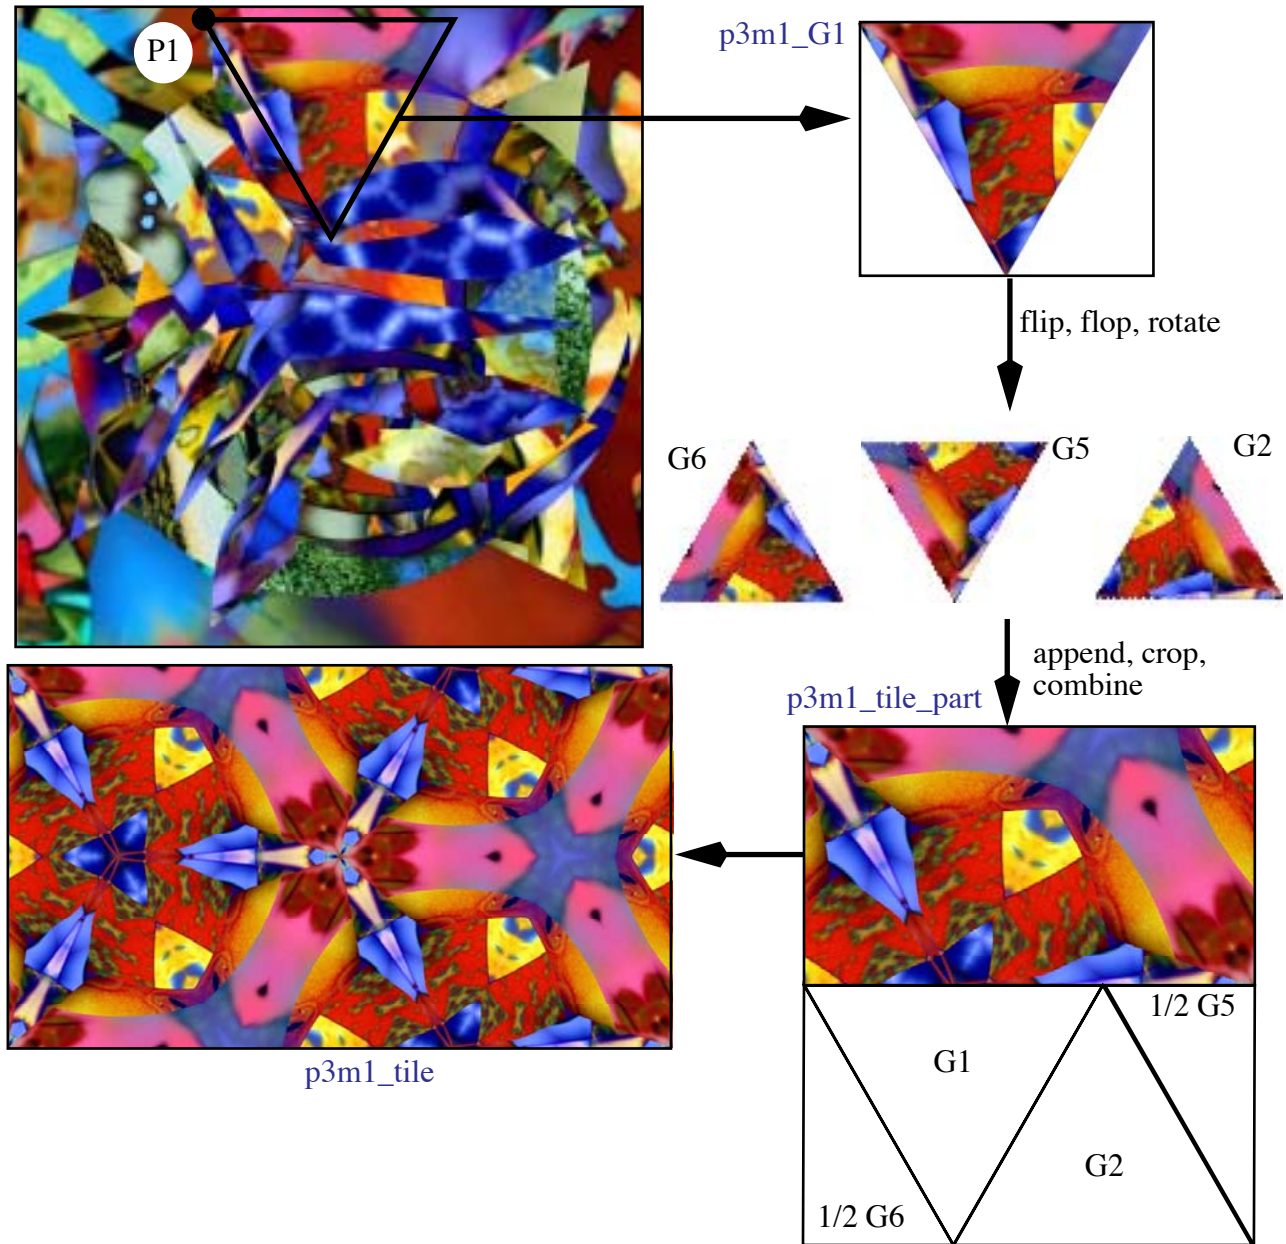 P1
p3m1_G1
flip, flop, rotate
G6
G5
G2
append, crop,
combine
p3m1_tile_part
p3m1_tile
1/2 G5
G1
G2
1/2 G6